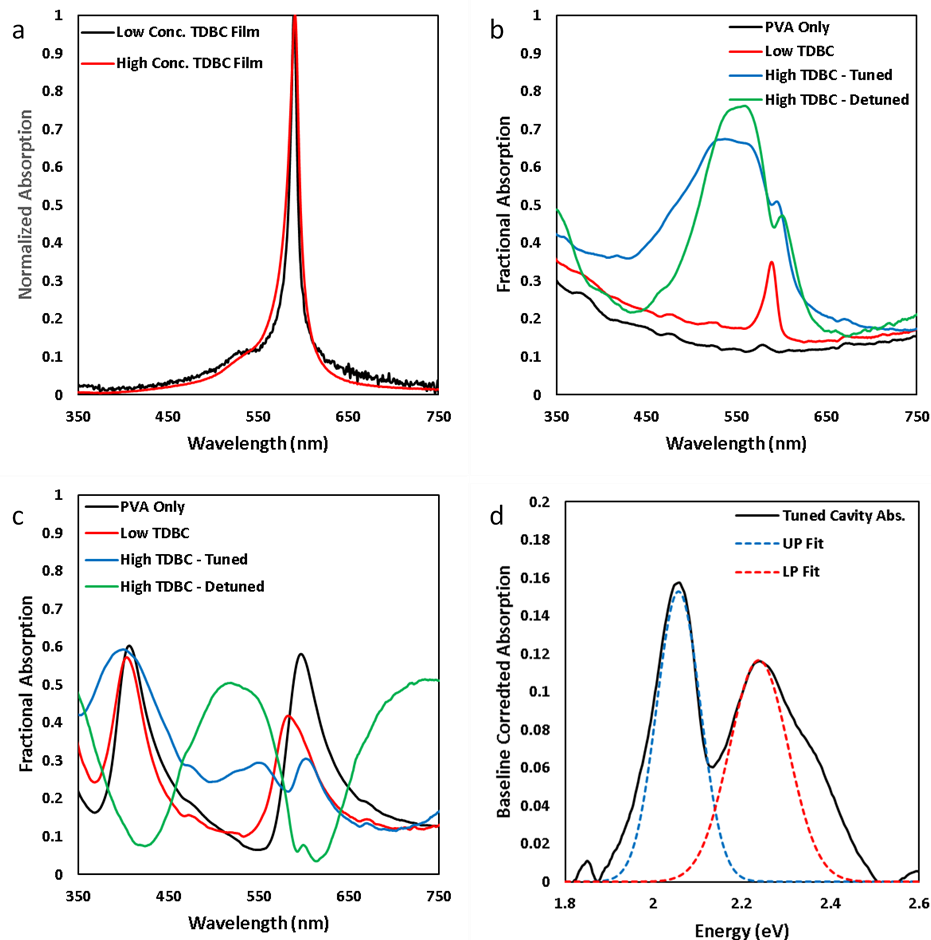 a
Low Conc. TDBC Film
High Conc. TDBC Film
1
0.9
0.8
0.7
0.6
0.5
0.4
0.3
0.2
0.1
0
Normalized Absorption
350
450
550
650
750
Wavelength (nm)
b
PVA Only
Low TDBC
High TDBC - Tuned
High TDBC - Detuned
1
0.9
0.8
0.7
0.6
0.5
0.4
0.3
0.2
0.1
0
Fractional Absorption
350
450
550
650
750
Wavelength (nm)
c
PVA Only
Low TDBC
High TDBC - Tuned
High TDBC - Detuned
1
0.9
0.8
0.7
0.6
0.5
0.4
0.3
0.2
0.1
0
Fractional Absorption
350
450
550
650
750
Wavelength (nm)
d
Tuned Cavity Abs.
UP Fit
LP Fit
0.2
0.18
0.16
0.14
0.12
0.1
0.08
0.06
0.04
0.02
0
Baseline Corredted Absorption
1.8
2
2.2
2.4
2.6
Energy (eV)